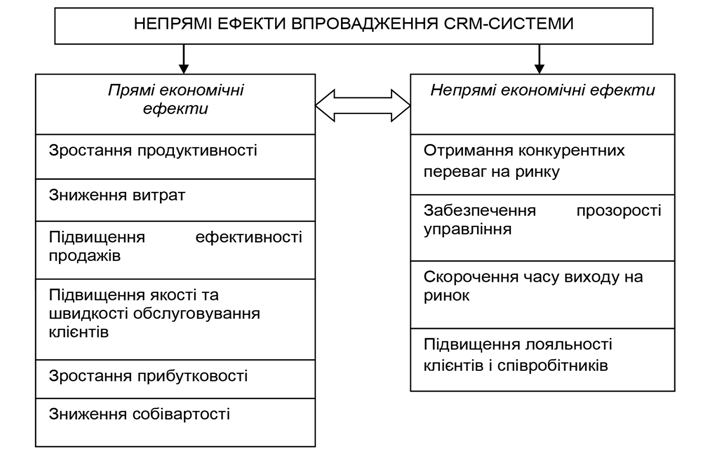 НЕПРЯМІ ЕФЕКТИ ВПРОВАДЖЕННЯ CRM-СИСТЕМИ
Прямі економічні
ефекти
Зростання продуктивності
Зниження витрат
Підвищення ефективності
продажів
Підвищення якості та
швидкості обслуговування
клієнтів
Зростання прибутковості
Зниження собівартості
Непрямі економічні ефекти
Отримання конкурентних
переваг на ринку
Забезпечення прозорості
управління
Скорочення часу виходу на
ринок
Підвищення лояльності
клієнтів і співробітників